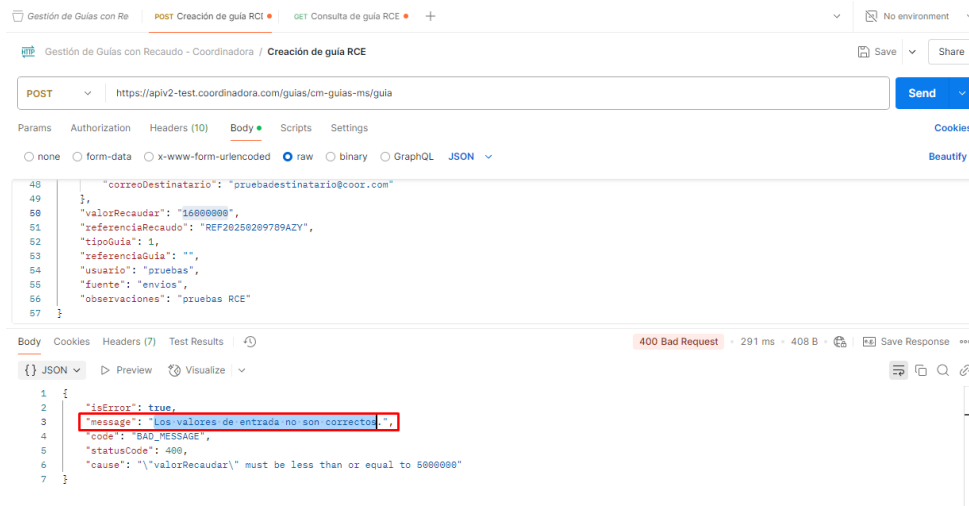 Gestión de Guías con Re
POST Creación de guía RCE
GET Consulta de guía RCE
No environment
HTTP Gestión de Guías con Recaudo - Coordinadora / Creación de guía RCE
Save
Share
POST
https://apiv2-test.coordinadora.com/guias/cm-guias-ms/guia
Send
Params Authorization Headers (10) Body Scripts Settings
Cookies
none form-data x-www-form-urlencoded raw binary GraphQL JSON
Beautify
48 "correoDestinatario": "pruebadestinatario@coor.com"
49 },
50 "valorRecaudar": "16000000",
51 "referenciaRecaudo": "REF20250209789AZY",
52 "tipoGuia": 1,
53 "referenciaGuia": "",
54 "usuario": "pruebas",
55 "fuente": "envios",
56 "observaciones": "pruebas RCE"
57 }
Body Cookies Headers (7) Test Results
400 Bad Request 291 ms 408 B
Save Response
{} JSON Preview Visualize
1 {
2 "isError": true,
3 "message": "Los valores de entrada no son correctos.",
4 "code": "BAD_MESSAGE",
5 "statusCode": 400,
6 "cause": "\"valorRecaudar\" must be less than or equal to 5000000"
7 }